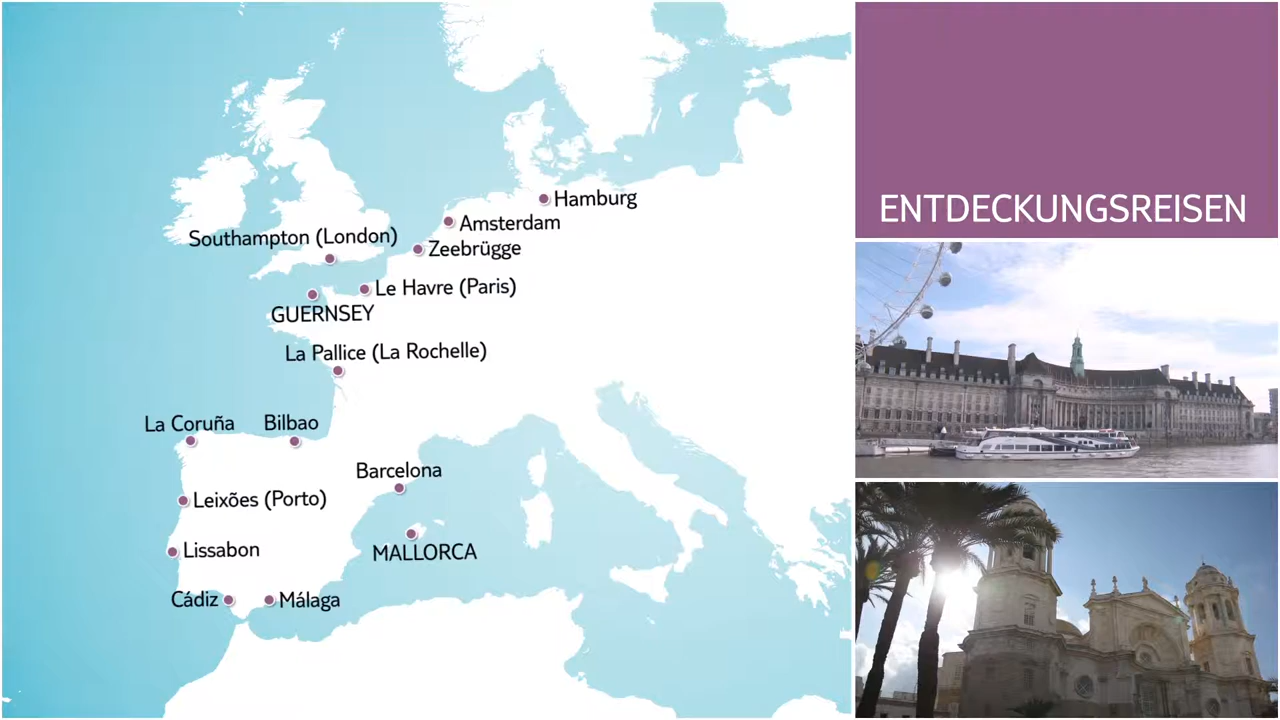 Hamburg
Amsterdam
Southampton (London)
Zeebrügge
Le Havre (Paris)
GUERNSEY
La Pallice (La Rochelle)
La Coruña
Bilbao
Barcelona
Leixões (Porto)
Lissabon
MALLORCA
Cádiz
Málaga
ENTDECKUNGSREISEN